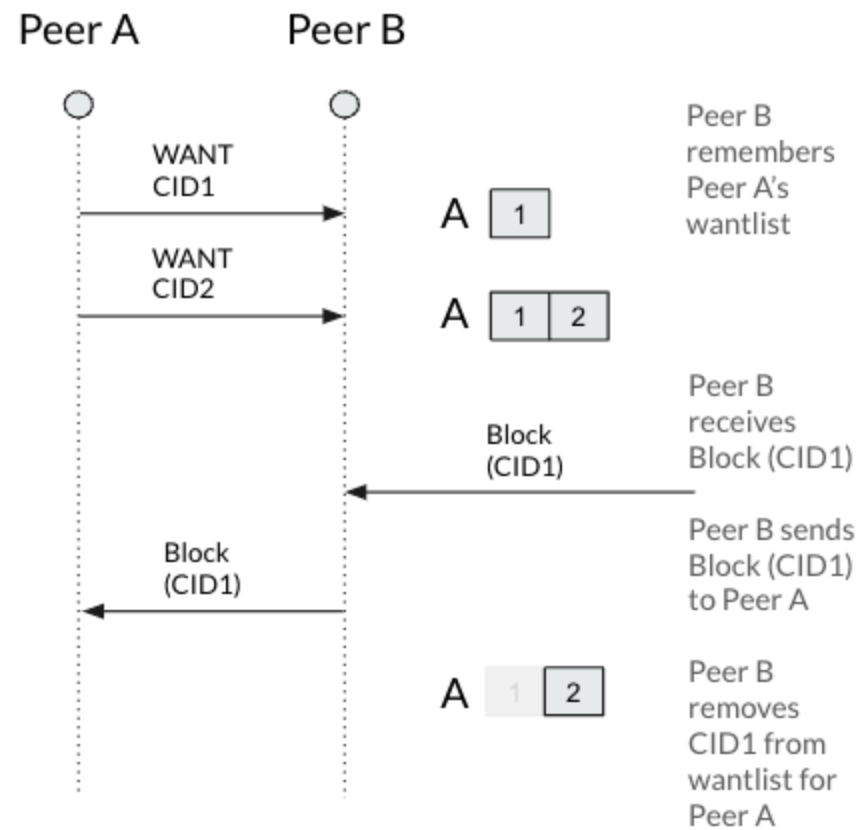 Peer A
Peer B
WANT
CID1
A
1
Peer B
remembers
Peer A's
wantlist
WANT
CID2
A
1
2
Peer B
receives
Block (CID1)
Block
(CID1)
Peer B sends
Block (CID1)
to Peer A
Block
(CID1)
A
1
2
Peer B
removes
CID1 from
wantlist for
Peer A